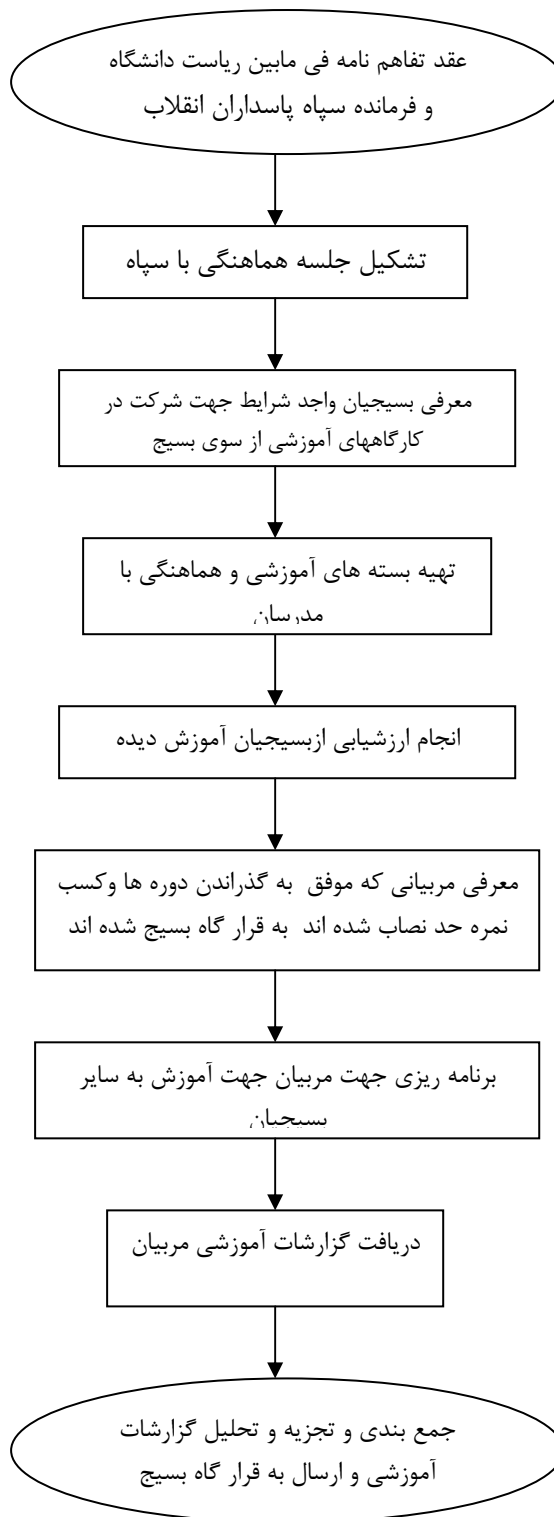 عقد تفاهم نامه فی مابین ریاست دانشگاه
و فرمانده سپاه پاسداران انقلاب
تشکیل جلسه هماهنگی با سپاه
معرفی بسیجیان واجد شرایط جهت شرکت در
کارگاههای آموزشی از سوی بسیج
تهیه بسته های آموزشی و هماهنگی با
مدرسان
انجام ارزشیابی ازبسیجیان آموزش دیده
معرفی مربیانی که موفق به گذراندن دوره ها وکسب
نمره حد نصاب شده اند به قرار گاه بسیج شده اند
برنامه ریزی جهت مربیان جهت آموزش به سایر
بسیجیان
دریافت گزارشات آموزشی مربیان
جمع بندی و تجزیه و تحلیل گزارشات
آموزشی و ارسال به قرار گاه بسیج